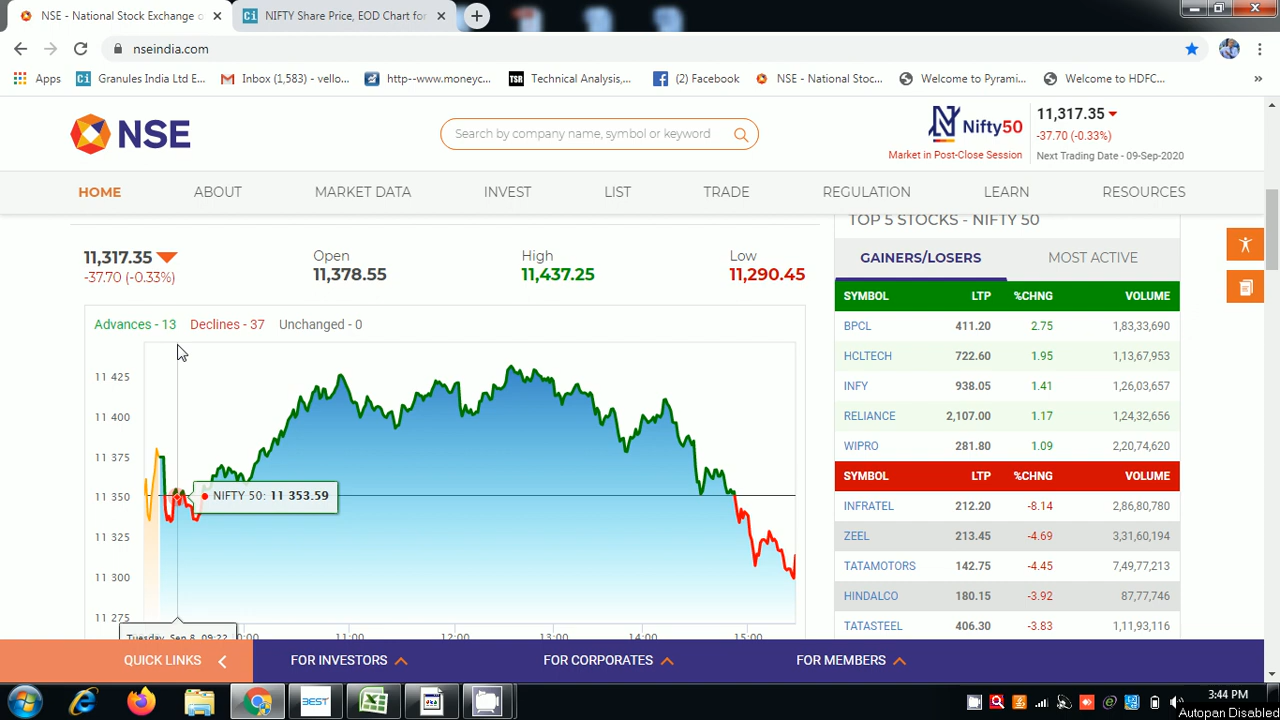 NSE - National Stock Exchange o
NIFTY Share Price, EOD Chart for
nseindia.com
Apps
Granules India Ltd E...
Inbox (1,583) - vello...
http--www.moneyc...
Technical Analysis,...
(2) Facebook
NSE - National Stoc...
Welcome to Pyrami...
Welcome to HDFC...
NSE
Search by company name, symbol or keyword
Nifty50
Market in Post-Close Session
11,317.35
-37.70 (-0.33%)
Next Trading Date - 09-Sep-2020
HOME
ABOUT
MARKET DATA
INVEST
LIST
TRADE
REGULATION
LEARN
RESOURCES
11,317.35
-37.70 (-0.33%)
Open
11,378.55
High
11,437.25
Low
11,290.45
Advances - 13 Declines - 37 Unchanged - 0
11 425
11 400
11 375
11 350
11 325
11 300
11 275
NIFTY 50: 11 353.59
Tuesday, Sep 8, 09:22
0:00
11:00
12:00
13:00
14:00
15:00
TOP 5 STOCKS - NIFTY 50
GAINERS/LOSERS MOST ACTIVE
SYMBOL LTP %CHNG VOLUME
BPCL 411.20 2.75 1,83,33,690
HCLTECH 722.60 1.95 1,13,67,953
INFY 938.05 1.41 1,26,03,657
RELIANCE 2,107.00 1.17 1,24,32,656
WIPRO 281.80 1.09 2,20,74,620
SYMBOL LTP %CHNG VOLUME
INFRATEL 212.20 -8.14 2,86,80,780
ZEEL 213.45 -4.69 3,31,60,194
TATAMOTORS 142.75 -4.45 7,49,77,213
HINDALCO 180.15 -3.92 87,77,746
TATASTEEL 406.30 -3.83 1,11,93,116
QUICK LINKS
FOR INVESTORS
FOR CORPORATES
FOR MEMBERS
BEST
3:44 PM
Autopan Disabled